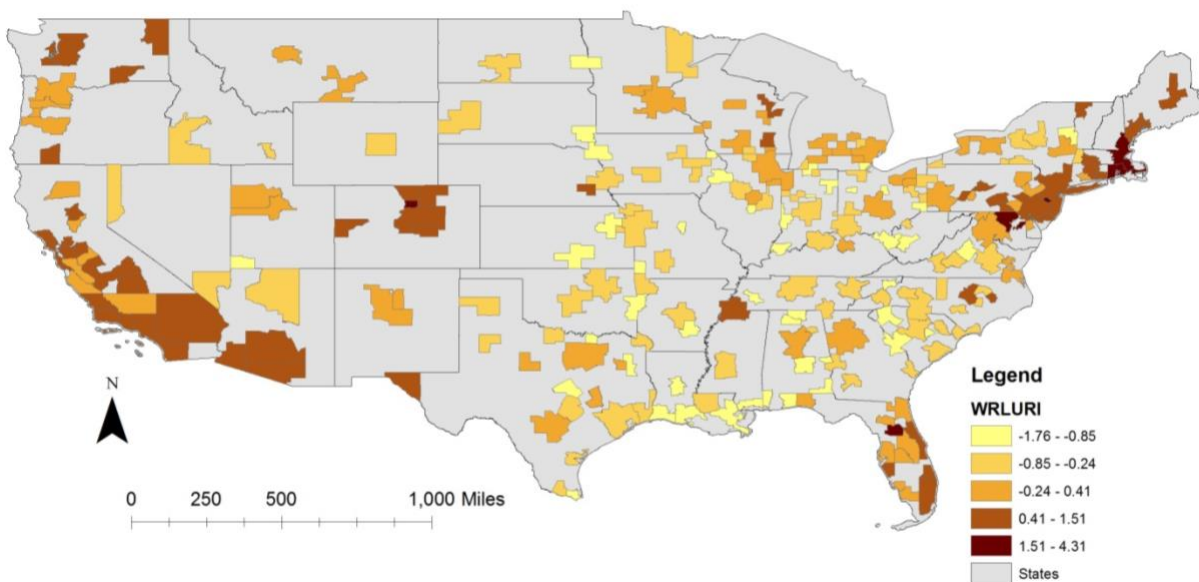 N
0 250 500 1,000 Miles
Legend
WRLURI
-1.76 - -0.85
-0.85 - -0.24
-0.24 - 0.41
0.41 - 1.51
1.51 - 4.31
States